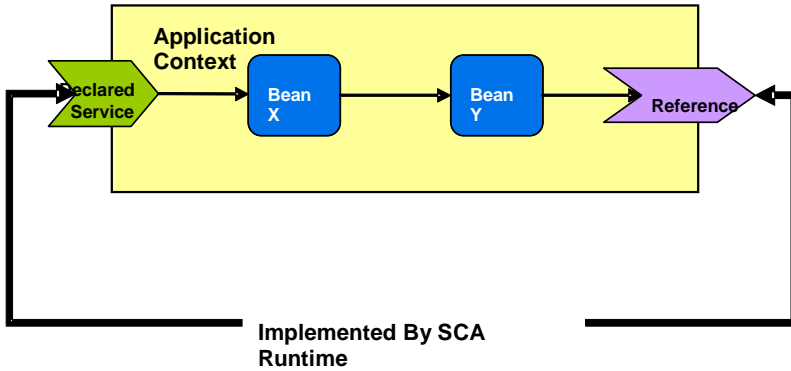 Application
Context
Declared
Service
Bean
X
Bean
Y
Reference
Implemented By SCA
Runtime